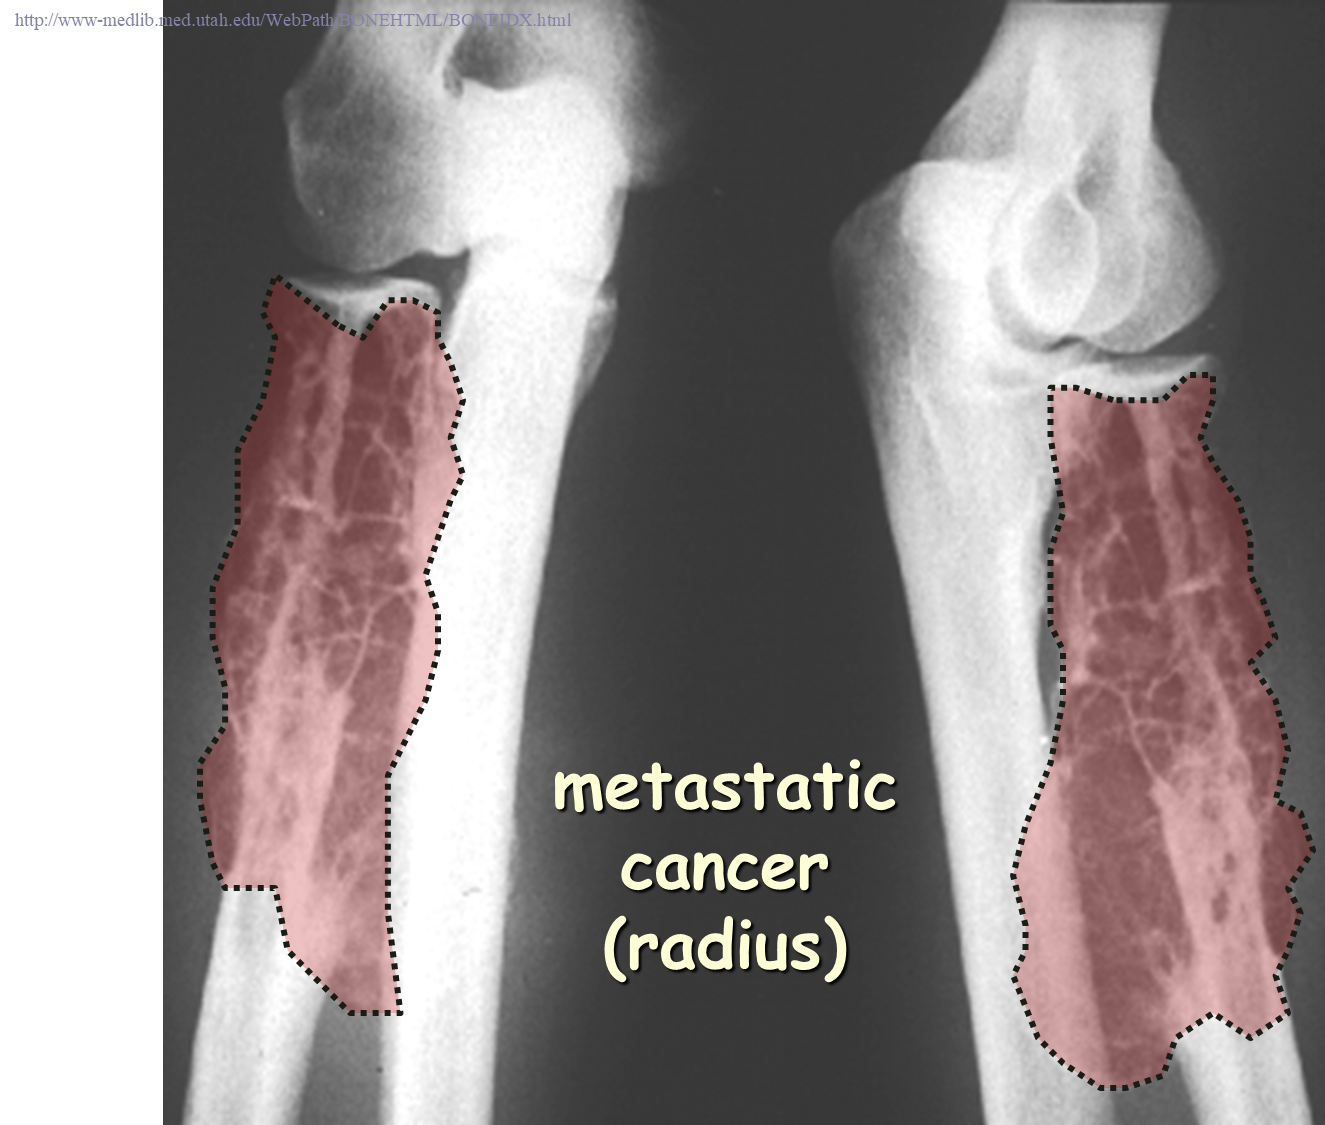 http://www-medlib.med.utah.edu/WebPath/BONEHTML/BONEIDX.html
metastatic
cancer
(radius)